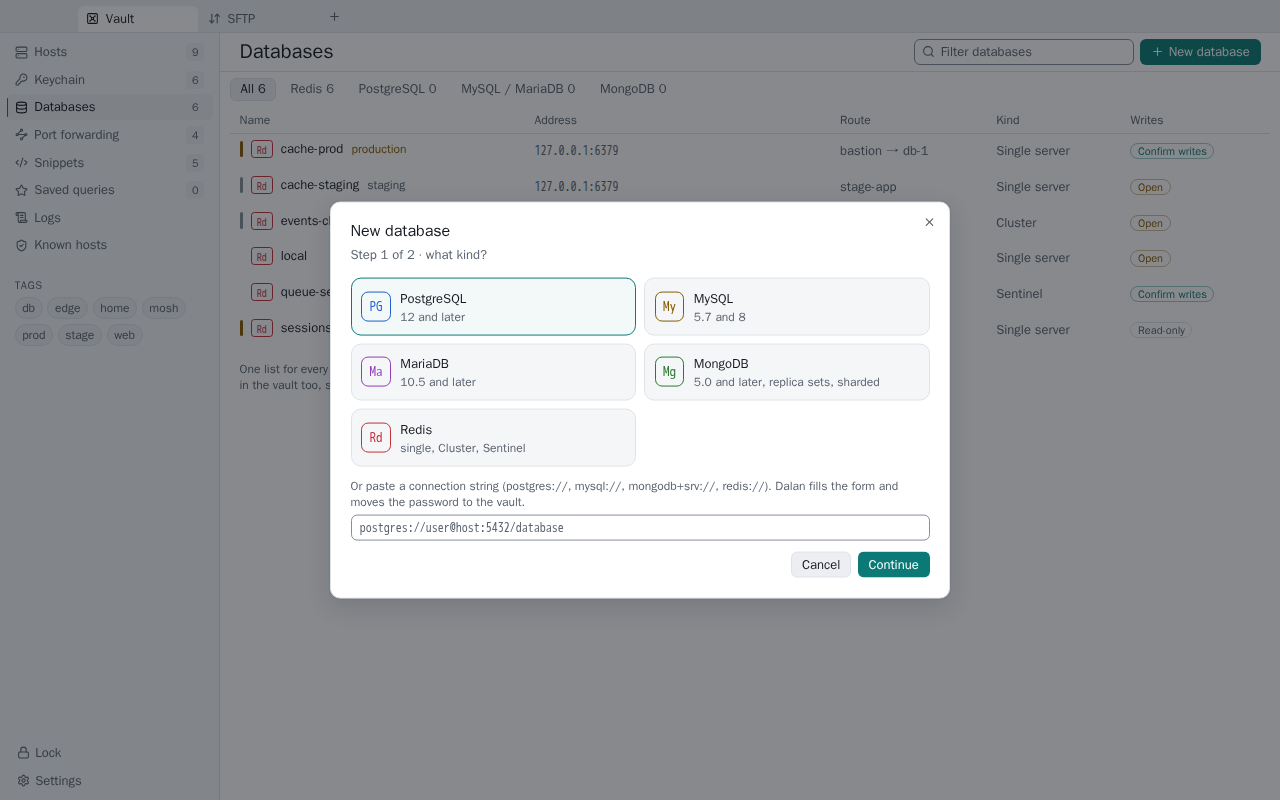 Vault
SFTP
Hosts 9
Keychain 6
Databases 6
Port forwarding 4
Snippets 5
Saved queries 0
Logs
Known hosts
TAGS
db edge home mosh
prod stage web
Lock
Settings
Databases
Filter databases
+ New database
All 6 Redis 6 PostgreSQL 0 MySQL / MariaDB 0 MongoDB 0
Name Address Route Kind Writes
Rd cache-prod production 127.0.0.1:6379 bastion → db-1 Single server Confirm writes
Rd cache-staging staging 127.0.0.1:6379 stage-app Single server Open
Rd Cluster Open
Rd local Single server Open
Rd Sentinel Confirm writes
Rd sessions Single server Read-only
One list for every
in the vault too,
New database
Step 1 of 2 · what kind?
PG PostgreSQL
12 and later
My MySQL
5.7 and 8
Ma MariaDB
10.5 and later
Mg MongoDB
5.0 and later, replica sets, sharded
Rd Redis
single, Cluster, Sentinel
Or paste a connection string (postgres://, mysql://, mongodb+srv://, redis://). Dalan fills the form and
moves the password to the vault.
postgres://user@host:5432/database
Cancel Continue